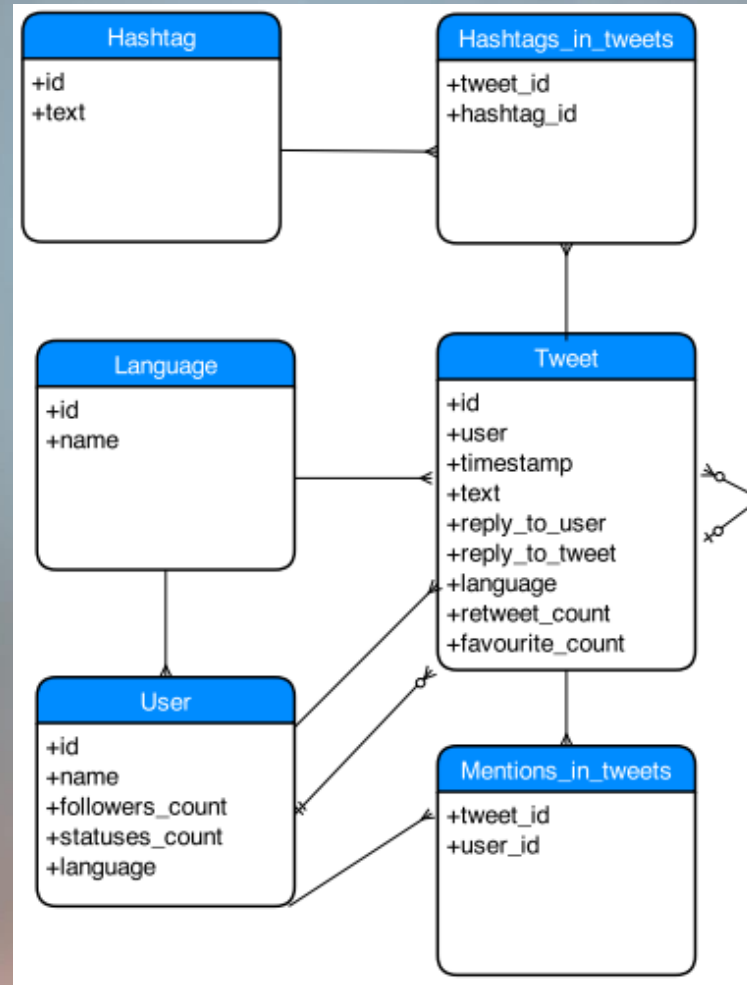 Hashtag
+id
+text
Hashtags_in_tweets
+tweet_id
+hashtag_id
Language
+id
+name
Tweet
+id
+user
+timestamp
+text
+reply_to_user
+reply_to_tweet
+language
+retweet_count
+favourite_count
User
+id
+name
+followers_count
+statuses_count
+language
Mentions_in_tweets
+tweet_id
+user_id